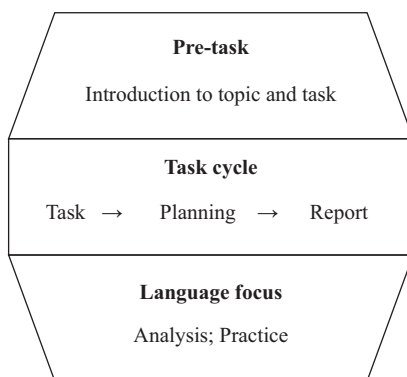 Pre-task
Introduction to topic and task
Task cycle
Task → Planning → Report
Language focus
Analysis; Practice